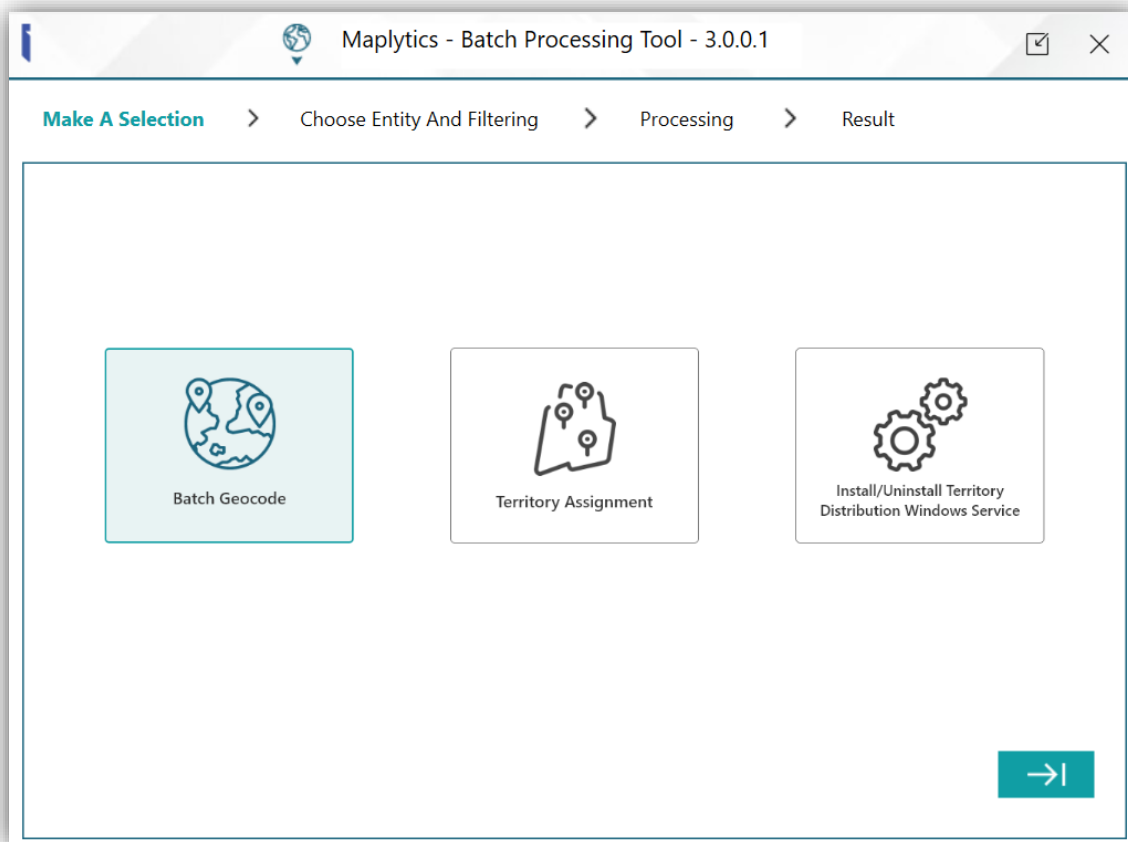 Maplytics - Batch Processing Tool - 3.0.0.1
Make A Selection > Choose Entity And Filtering > Processing > Result
Batch Geocode
Territory Assignment
Install/Uninstall Territory
Distribution Windows Service